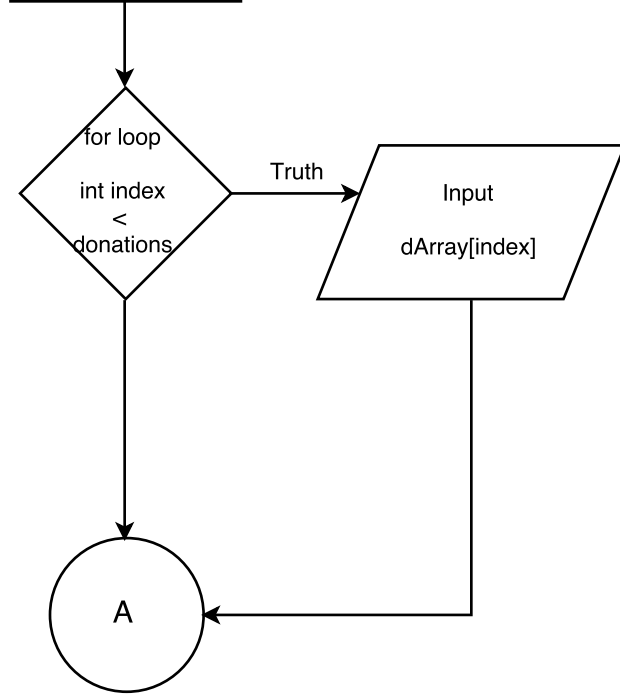 for loop
int index
<
donations
Truth
Input
dArray[index]
A